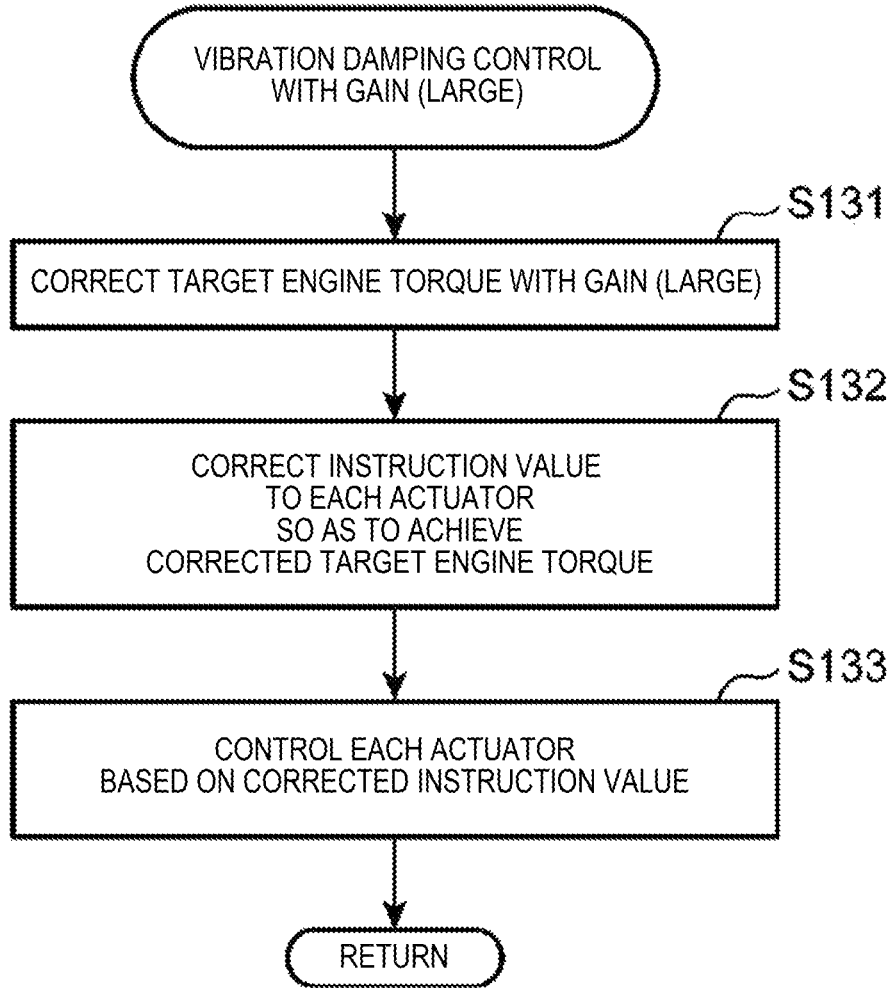 VIBRATION DAMPING CONTROL
WITH GAIN (LARGE)
S131
CORRECT TARGET ENGINE TORQUE WITH GAIN (LARGE)
S132
CORRECT INSTRUCTION VALUE
TO EACH ACTUATOR
SO AS TO ACHIEVE
CORRECTED TARGET ENGINE TORQUE
S133
CONTROL EACH ACTUATOR
BASED ON CORRECTED INSTRUCTION VALUE
RETURN